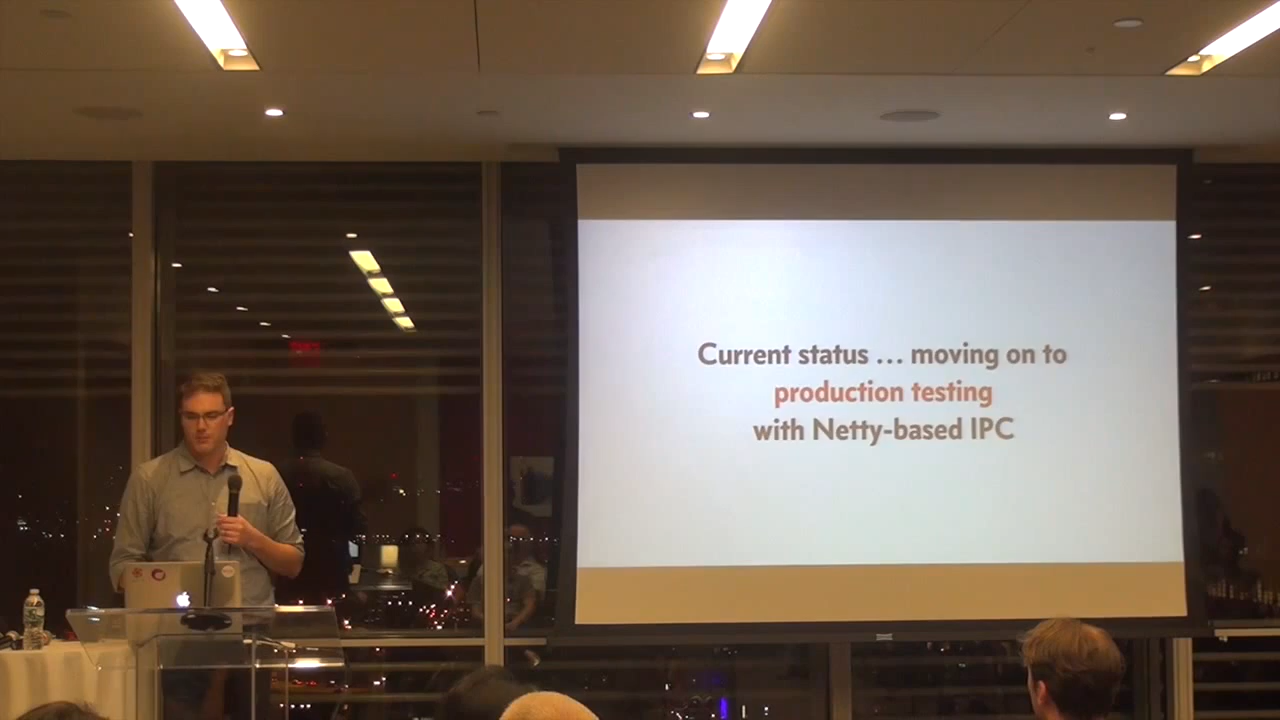 Current status ... moving on to
production testing
with Netty-based IPC